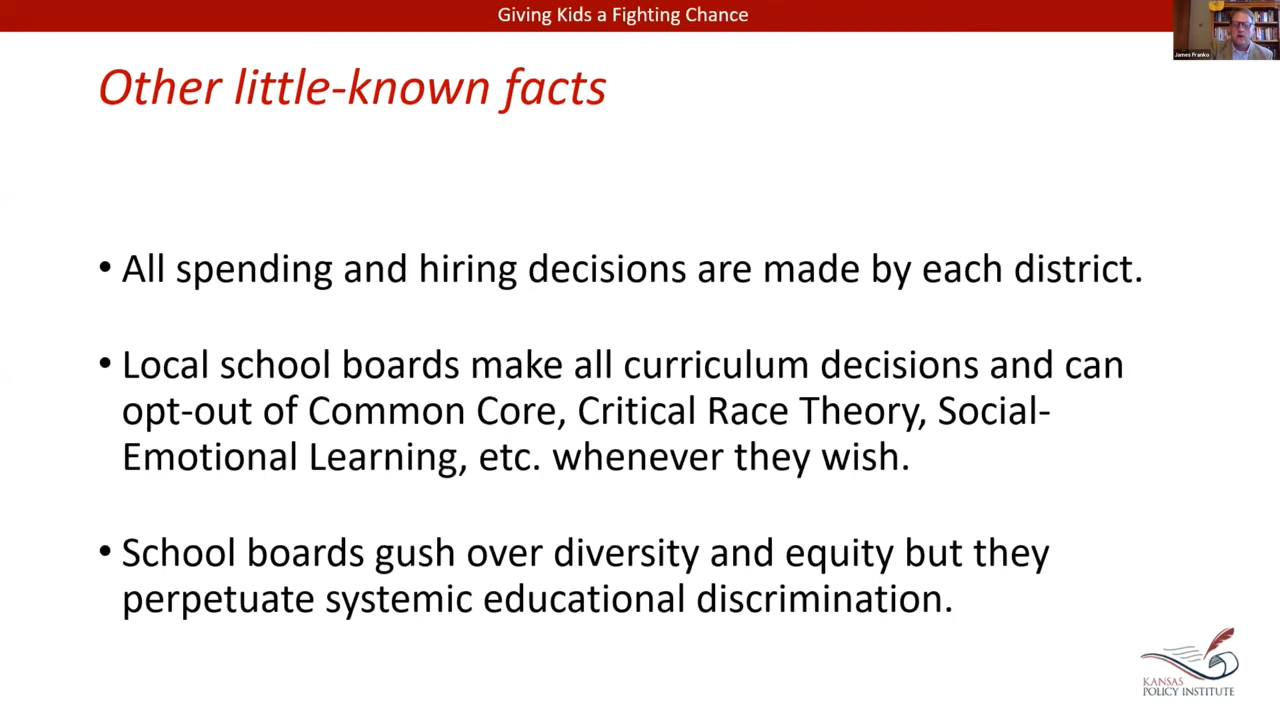 Giving Kids a Fighting Chance
James Franko
Other little-known facts
• All spending and hiring decisions are made by each district.
• Local school boards make all curriculum decisions and can
opt-out of Common Core, Critical Race Theory, Social-
Emotional Learning, etc. whenever they wish.
• School boards gush over diversity and equity but they
perpetuate systemic educational discrimination.
KANSAS
POLICY INSTITUTE